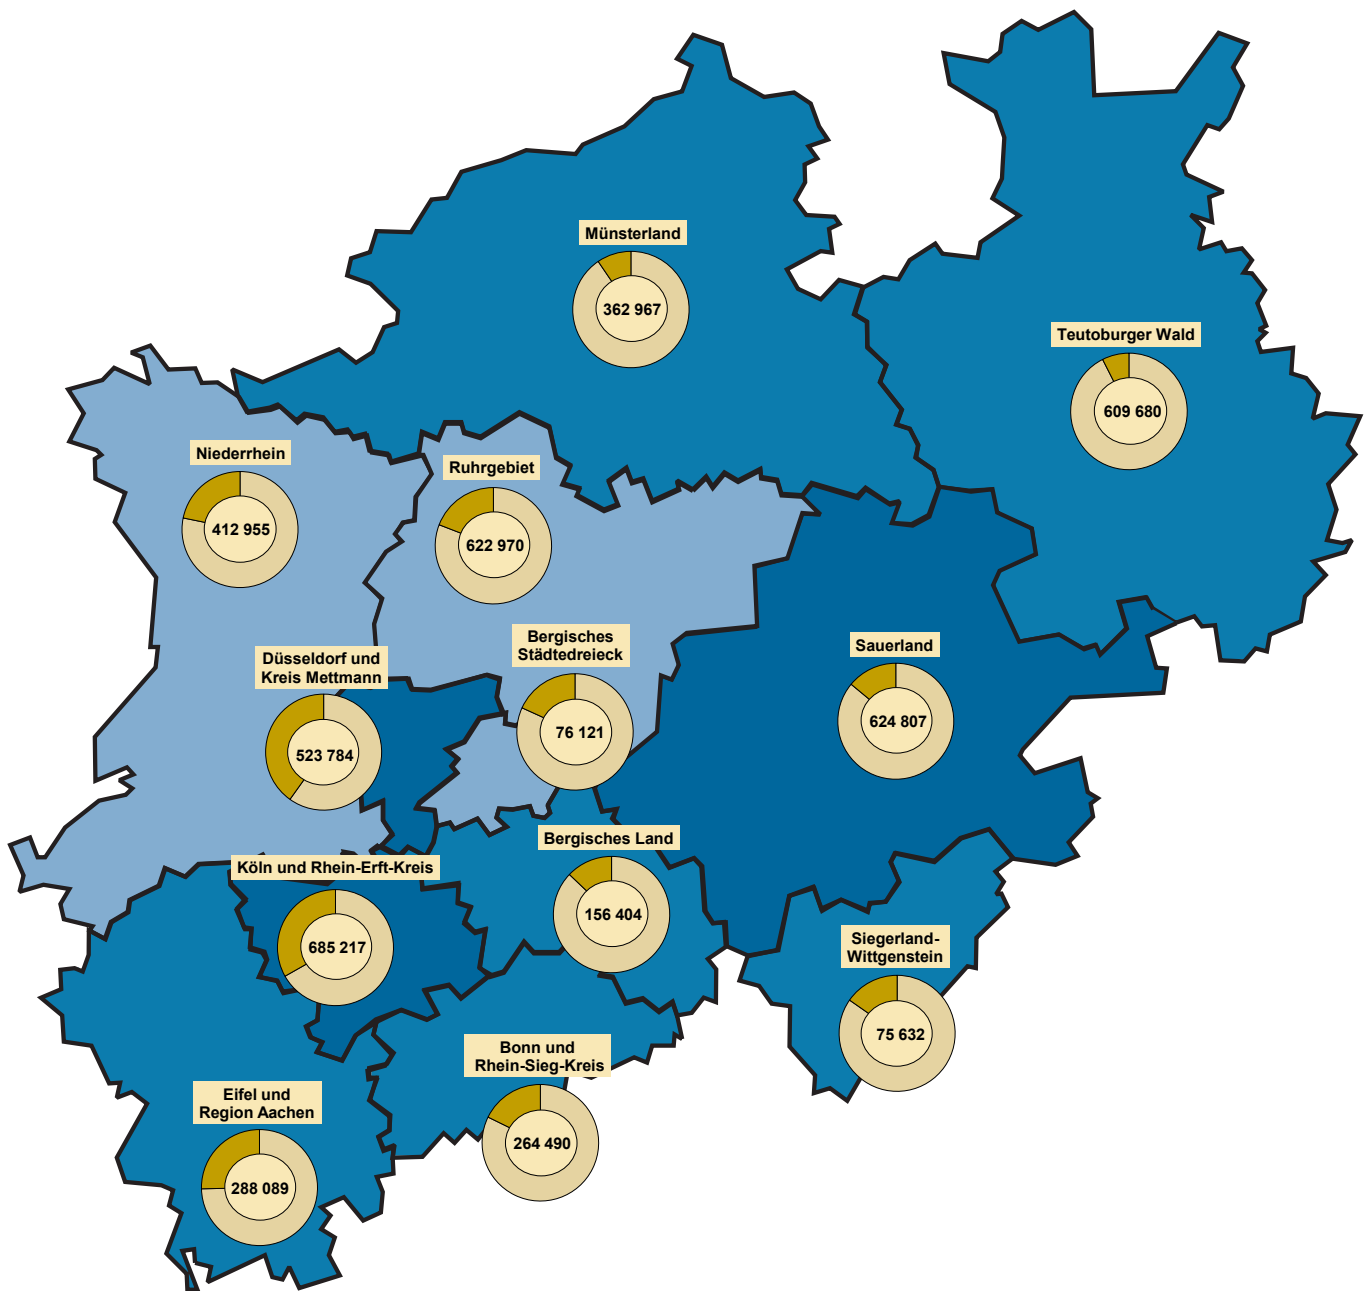 Münsterland
362 967
Teutoburger Wald
609 680
Niederrhein
412 955
Ruhrgebiet
622 970
Bergisches
Städtedreieck
76 121
Sauerland
624 807
Düsseldorf und
Kreis Mettmann
523 784
Bergisches Land
156 404
Köln und Rhein-Erft-Kreis
685 217
Siegerland-
Wittgenstein
75 632
Bonn und
Rhein-Sieg-Kreis
264 490
Eifel und
Region Aachen
288 089